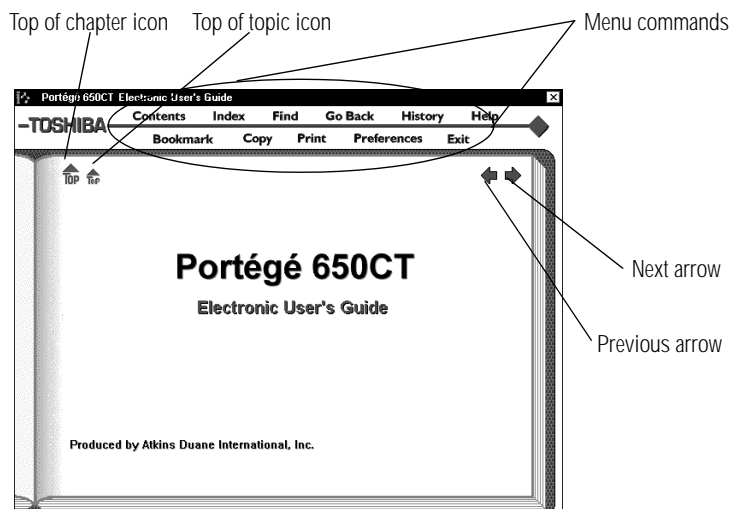 Top of chapter icon Top of topic icon Menu commands
Portégé 650CT Electronic User's Guide
TOSHIBA
Contents Index Find Go Back History Help
Bookmark Copy Print Preferences Exit
TOP TOP
Portégé 650CT
Electronic User's Guide
Next arrow
Previous arrow
Produced by Atkins Duane International, Inc.